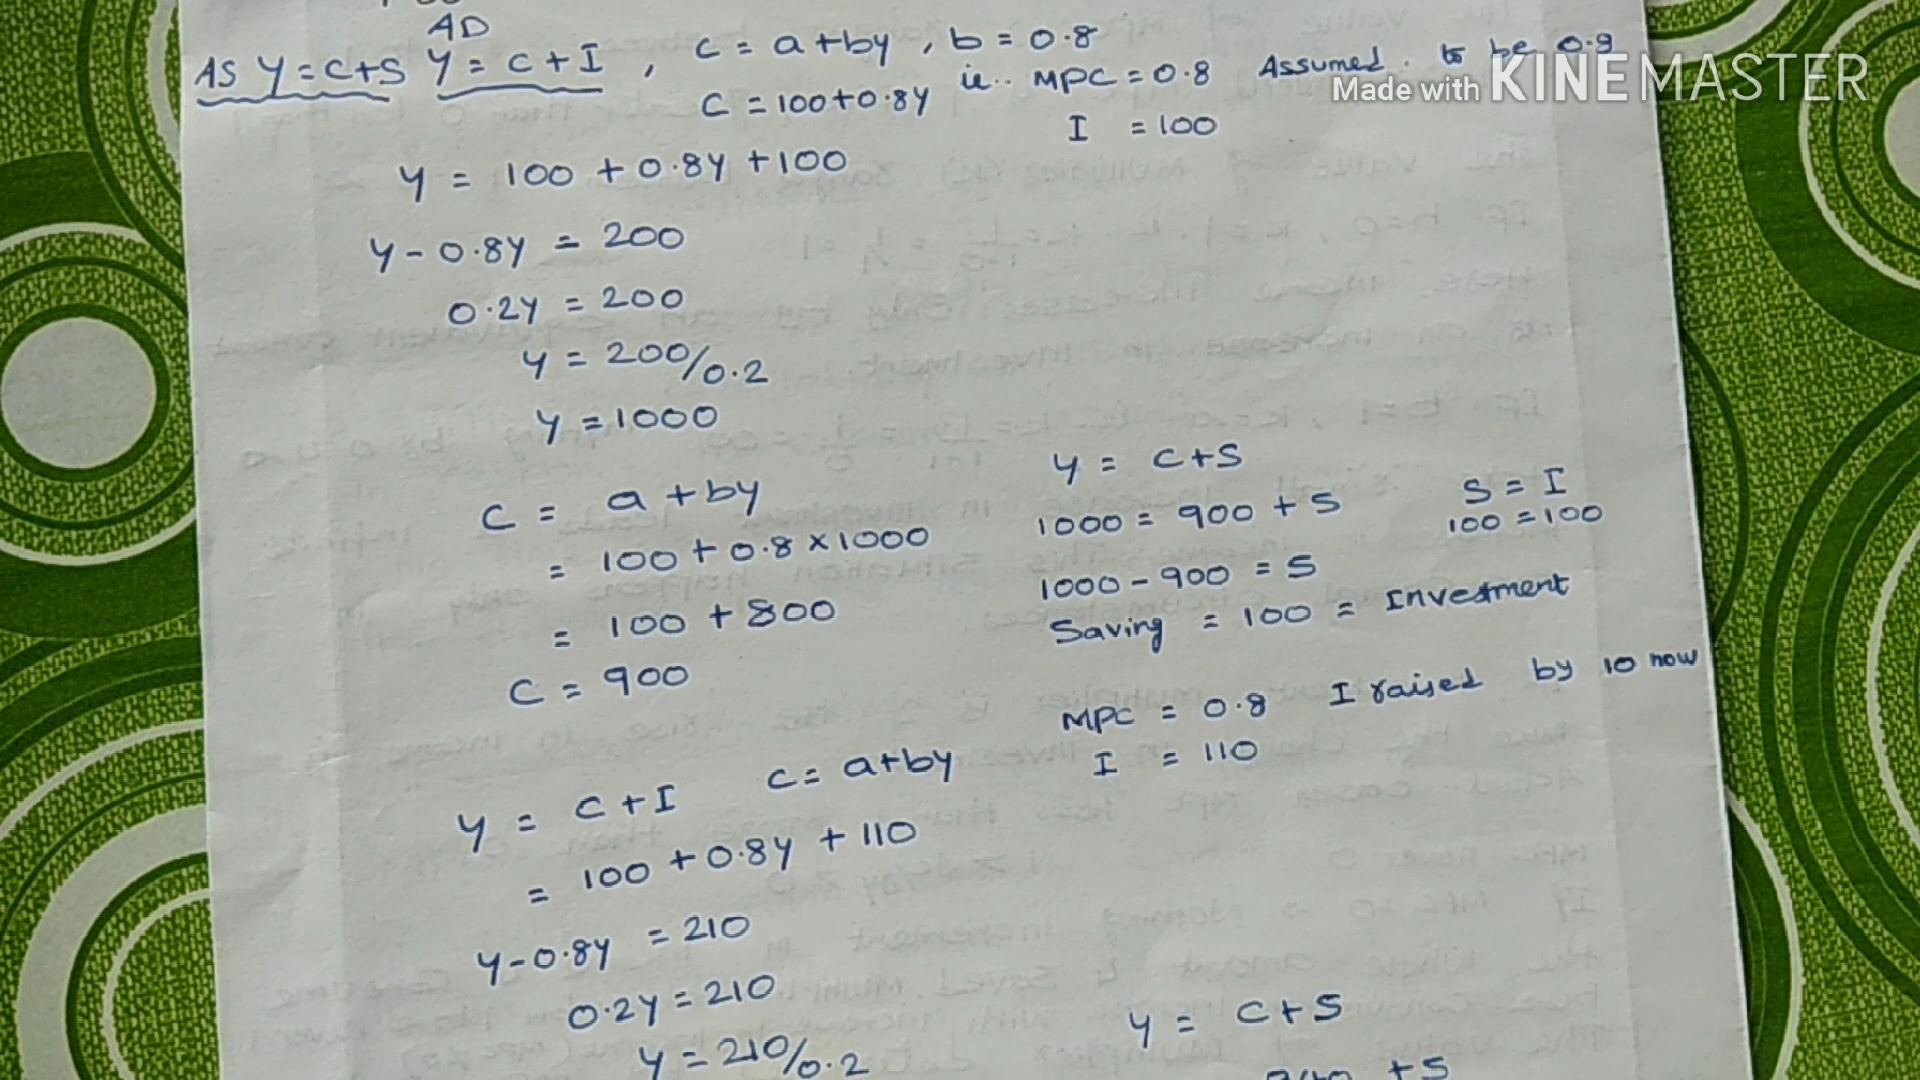 AD
AS Y=C+S Y = C+I , C = a+by , b = 0.8
C = 100+0.8Y ie.. MPC = 0.8 Assumed. to be 0.8
Made with KINEMASTER
I = 100
Y = 100 + 0.8Y + 100
Y - 0.8Y = 200
0.2Y = 200
Y = 200/0.2
Y = 1000
C = a + by
= 100 + 0.8 x 1000
= 100 + 800
C = 900
Y = C+S
1000 = 900 + S
1000 - 900 = S
Saving = 100 = Investment
S = I
100 = 100
MPC = 0.8 I raised by 10 now
I = 110
Y = C+I C = a+by
= 100 + 0.8Y + 110
Y - 0.8Y = 210
0.2Y = 210
Y = 210/0.2
Y = C+S
+S